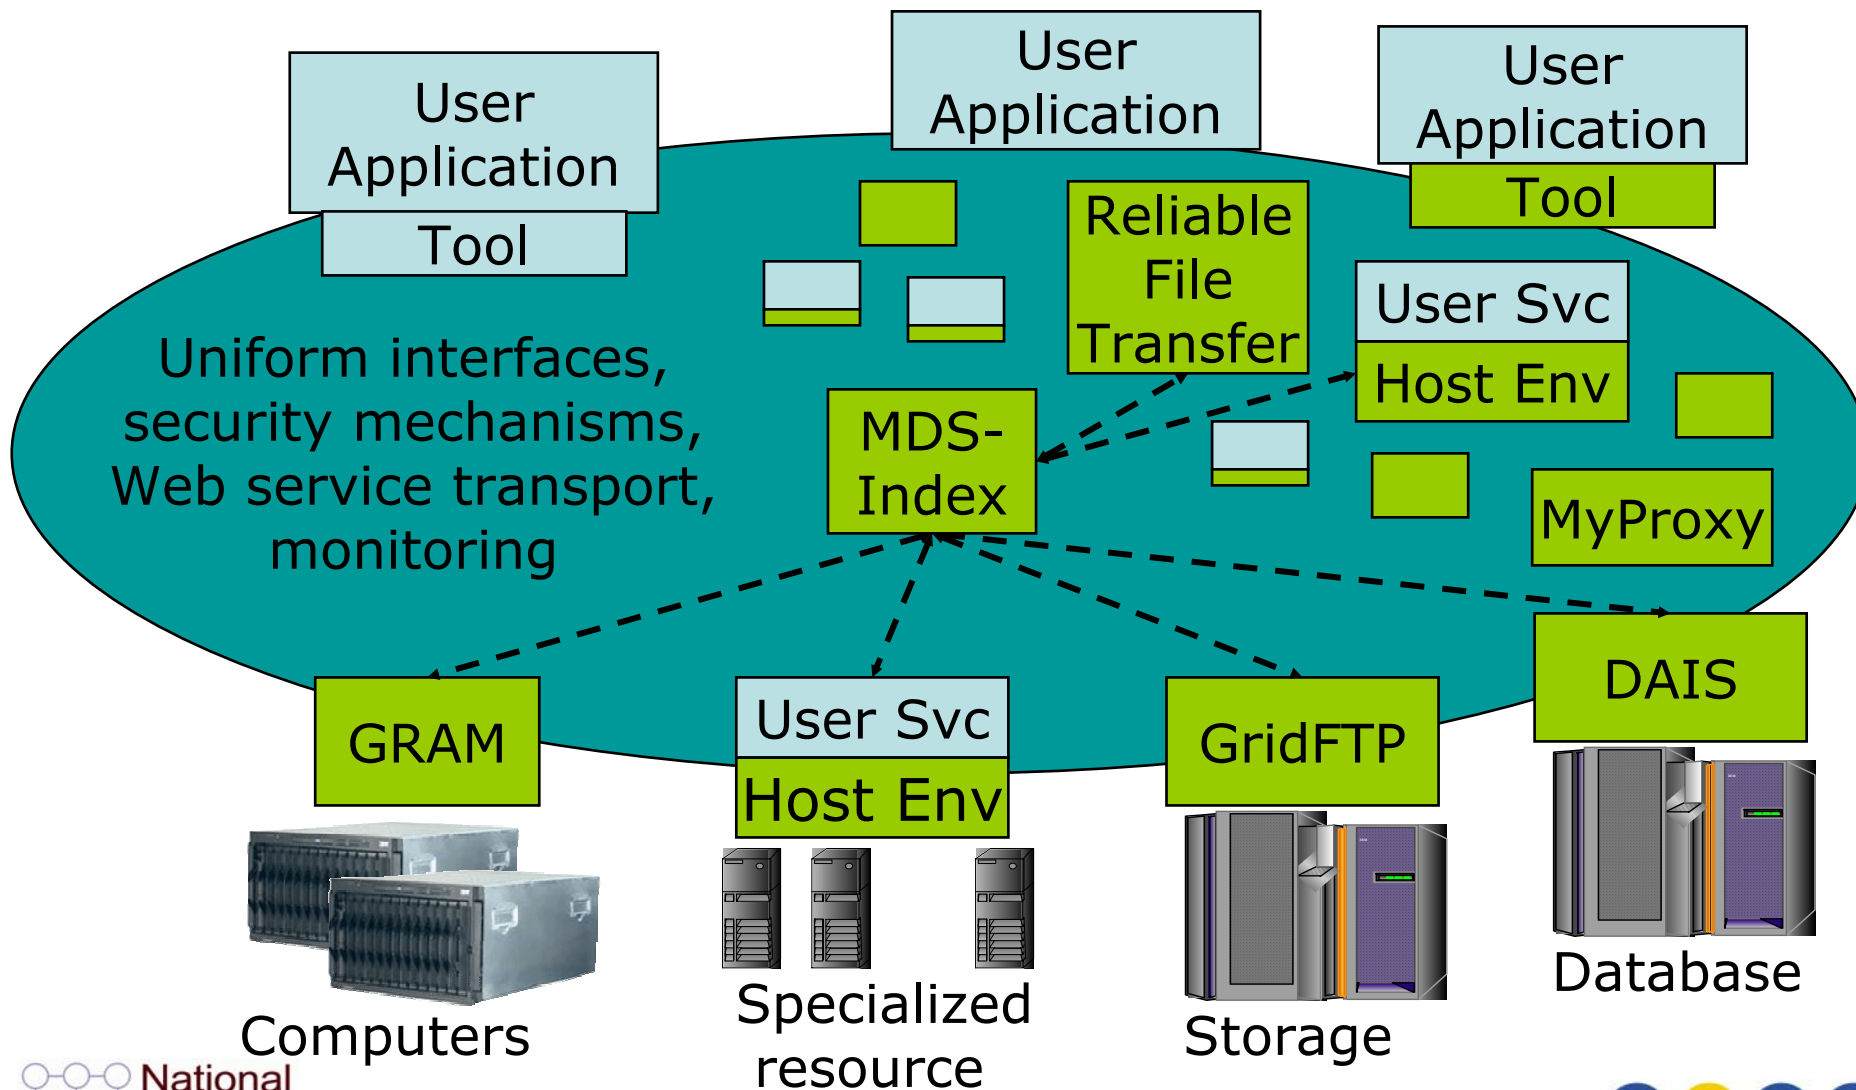 User
Application
Tool
User
Application
User
Application
Tool
Reliable
File
Transfer
User Svc
Host Env
Uniform interfaces,
security mechanisms,
Web service transport,
monitoring
MDS-
Index
MyProxy
GRAM
User Svc
Host Env
GridFTP
DAIS
Computers
Specialized
resource
Storage
Database
National